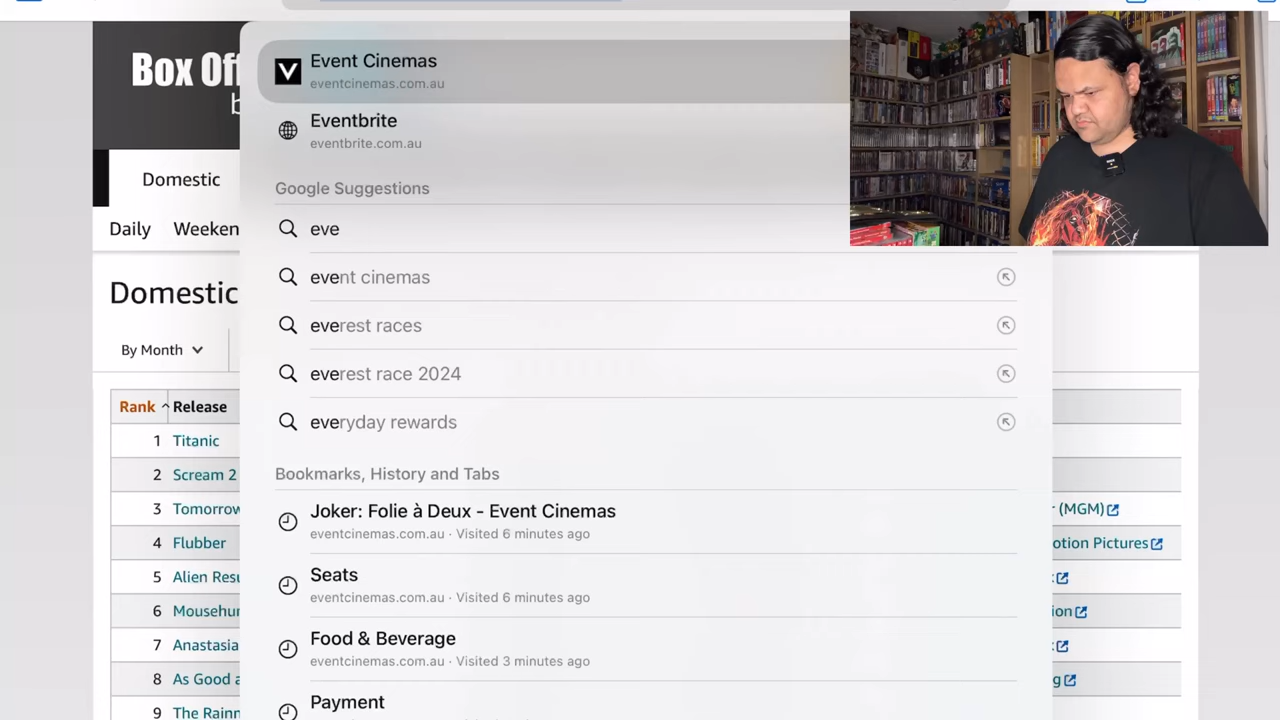 Box Off
b
Event Cinemas
eventcinemas.com.au
Eventbrite
eventbrite.com.au
Google Suggestions
eve
event cinemas
everest races
everest race 2024
everyday rewards
Bookmarks, History and Tabs
Joker: Folie à Deux - Event Cinemas
eventcinemas.com.au · Visited 6 minutes ago
Seats
eventcinemas.com.au · Visited 6 minutes ago
Food & Beverage
eventcinemas.com.au · Visited 3 minutes ago
Payment
Domestic
Daily Weeken
Domestic
By Month
Rank Release
1 Titanic
2 Scream 2
3 Tomorrow
r (MGM)
4 Flubber
otion Pictures
5 Alien Resu
6 Mousehun
ion
7 Anastasia
8 As Good a
g
9 The Rainm